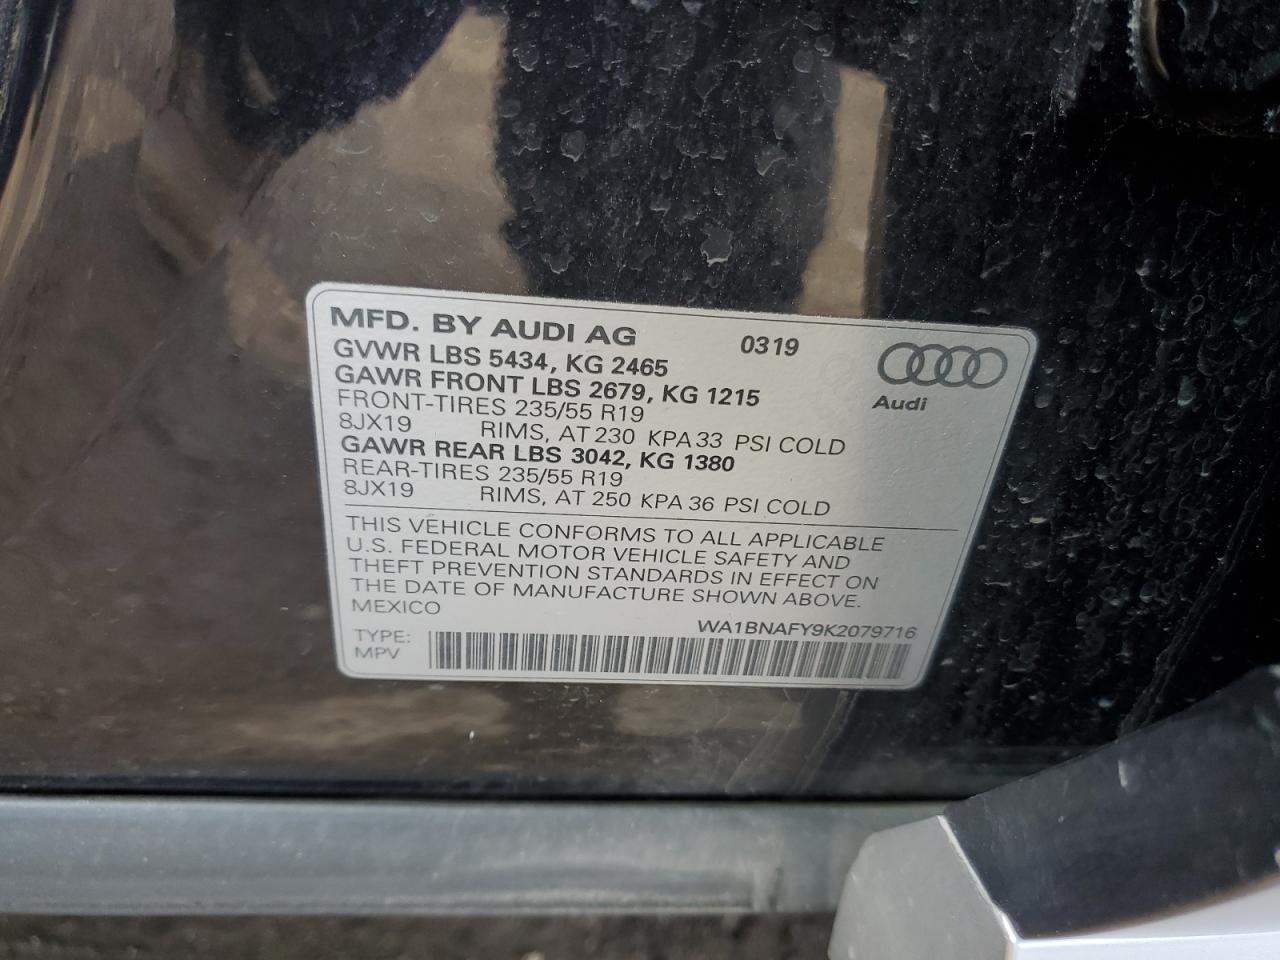 MFD. BY AUDI AG 0319
GVWR LBS 5434, KG 2465
GAWR FRONT LBS 2679, KG 1215
Audi
FRONT-TIRES 235/55 R19
8JX19 RIMS, AT 230 KPA 33 PSI COLD
GAWR REAR LBS 3042, KG 1380
REAR-TIRES 235/55 R19
8JX19 RIMS, AT 250 KPA 36 PSI COLD
THIS VEHICLE CONFORMS TO ALL APPLICABLE
U.S. FEDERAL MOTOR VEHICLE SAFETY AND
THEFT PREVENTION STANDARDS IN EFFECT ON
THE DATE OF MANUFACTURE SHOWN ABOVE.
MEXICO
WA1BNAFY9K2079716
TYPE:
MPV